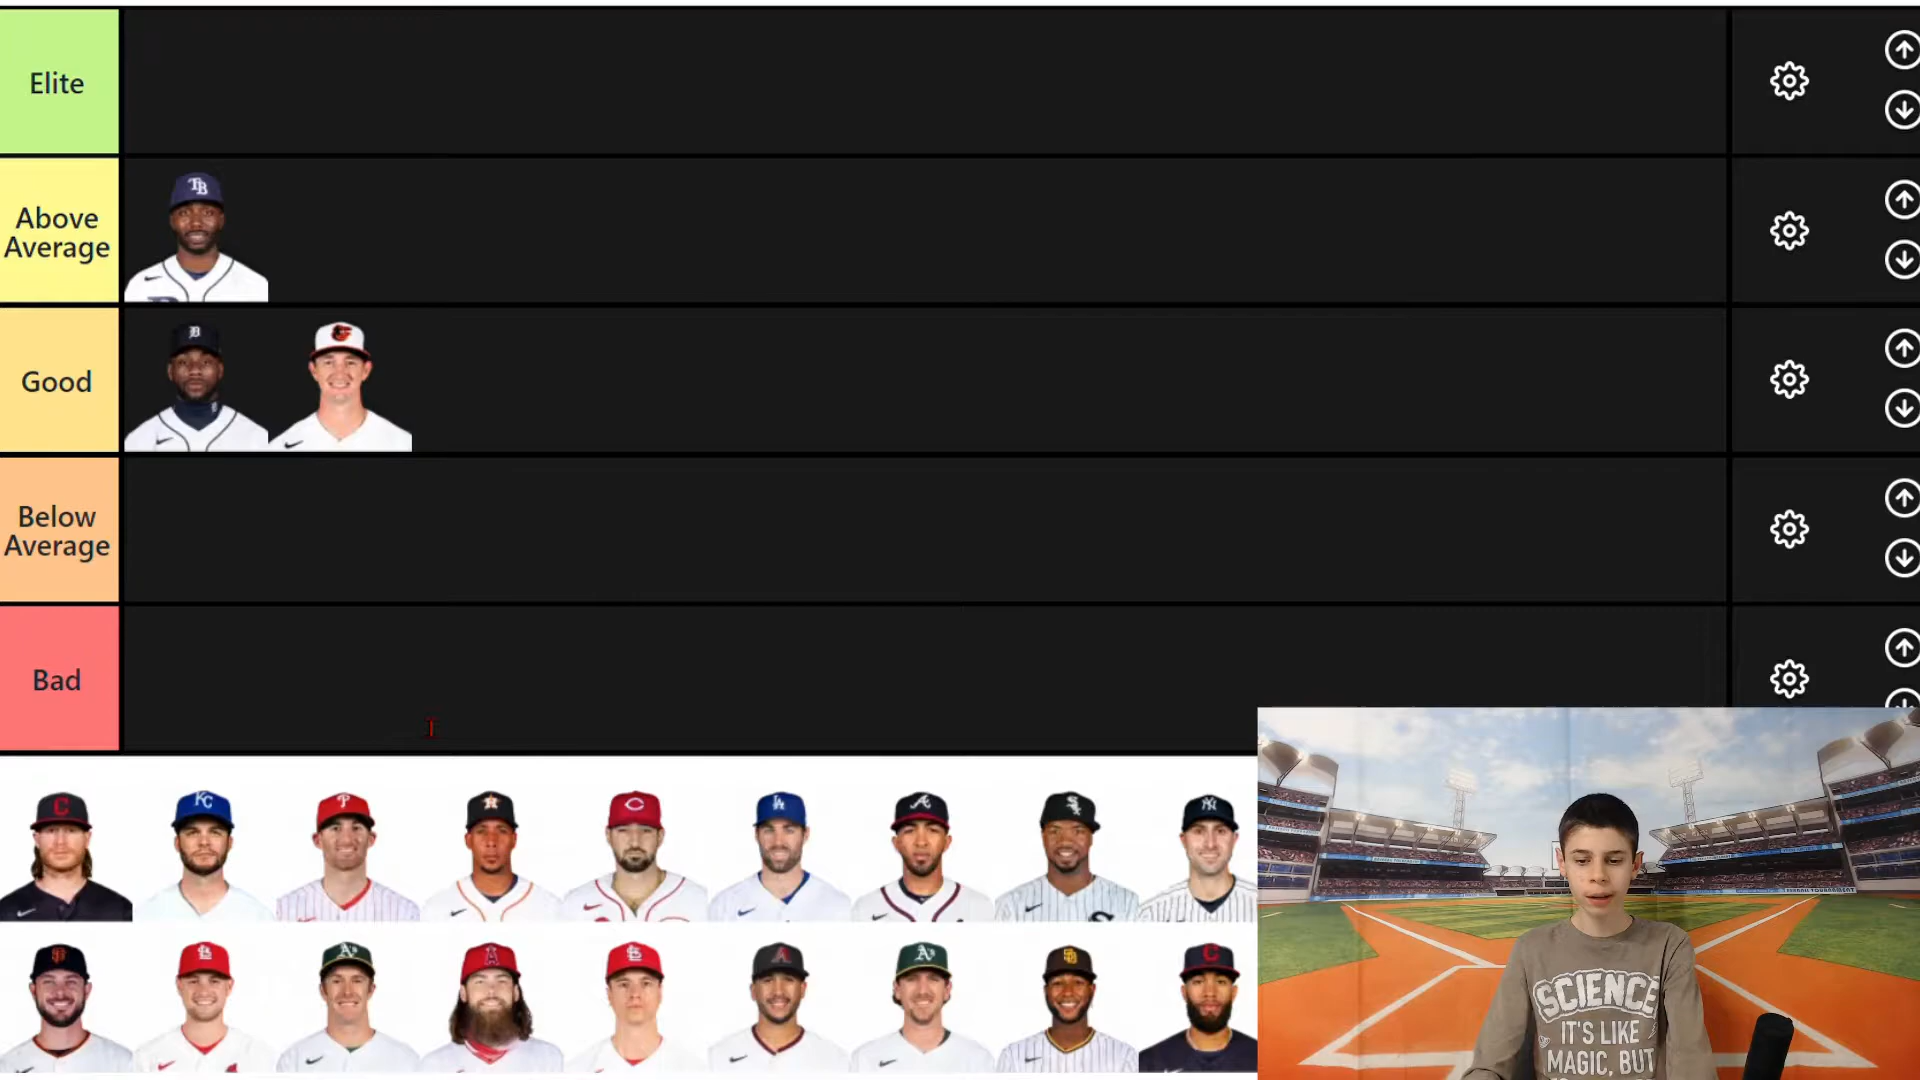 Elite
Above
Average
Good
Below
Average
Bad
SCIENCE
IT'S LIKE
MAGIC, BUT